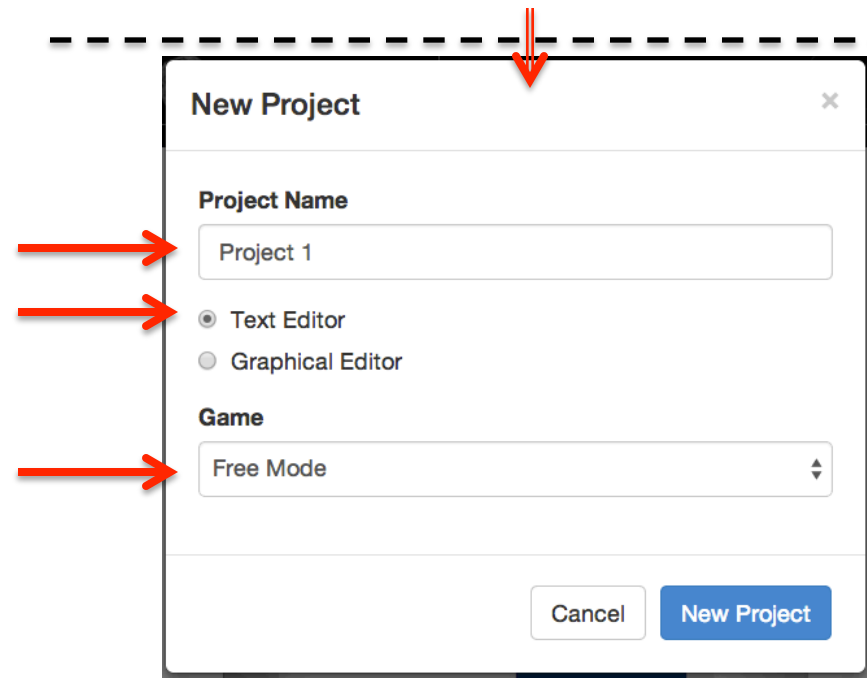 New Project ×
Project Name
Project 1
Text Editor
Graphical Editor
Game
Free Mode
Cancel New Project